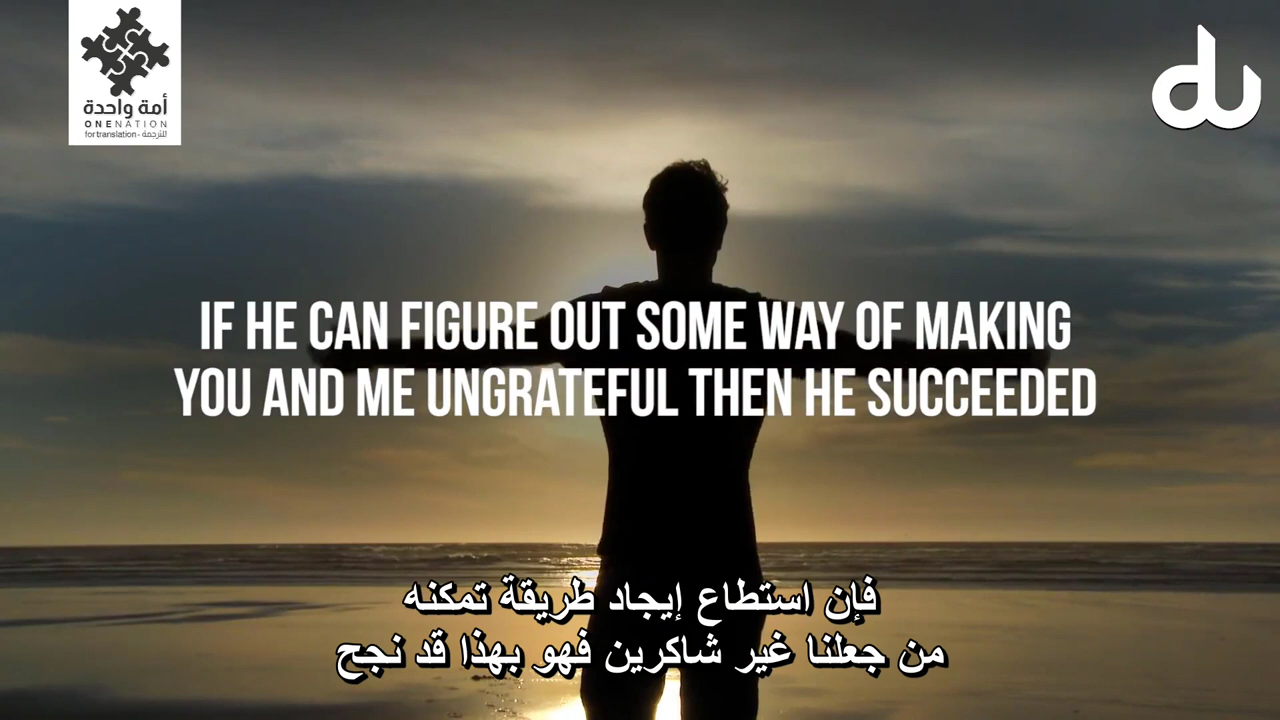 أمة واحدة
ONENATION
for translation - للترجمة
du
IF HE CAN FIGURE OUT SOME WAY OF MAKING
YOU AND ME UNGRATEFUL THEN HE SUCCEEDED
فإن استطاع إيجاد طريقة تمكنه
من جعلنا غير شاكرين فهو بهذا قد نجح